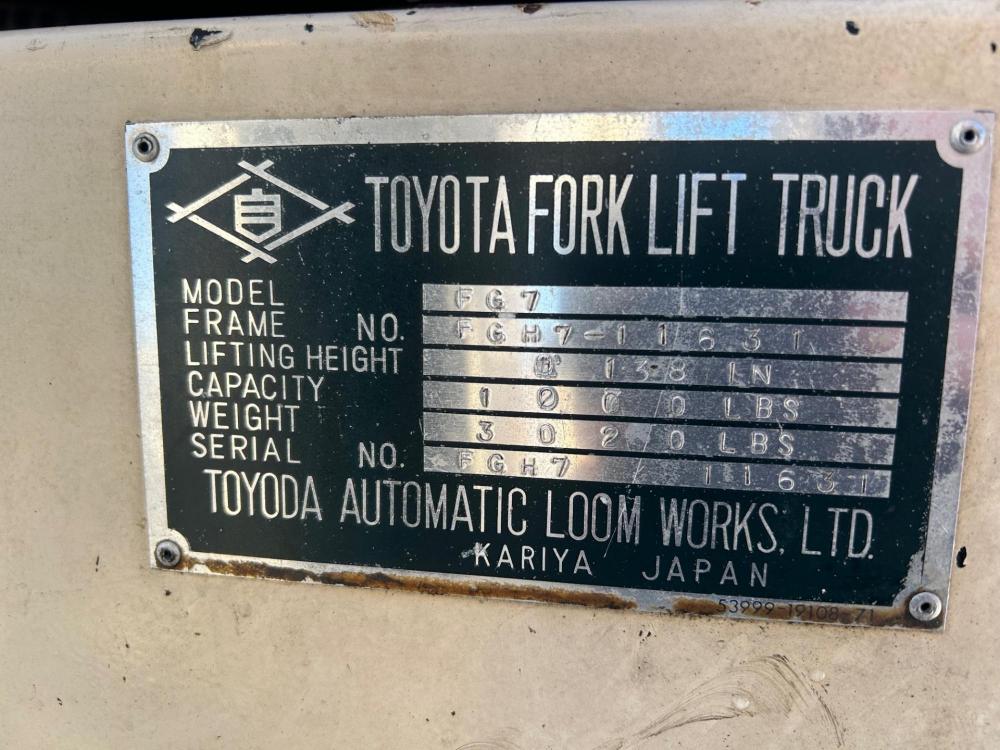 自
TOYOTA FORK LIFT TRUCK
MODEL FG7
FRAME NO. FGH7-11631
LIFTING HEIGHT 138 IN
CAPACITY LBS
WEIGHT 3020 LBS
SERIAL NO. FGH7 11631
TOYODA AUTOMATIC LOOM WORKS, LTD.
KARIYA JAPAN
53999-19108-71